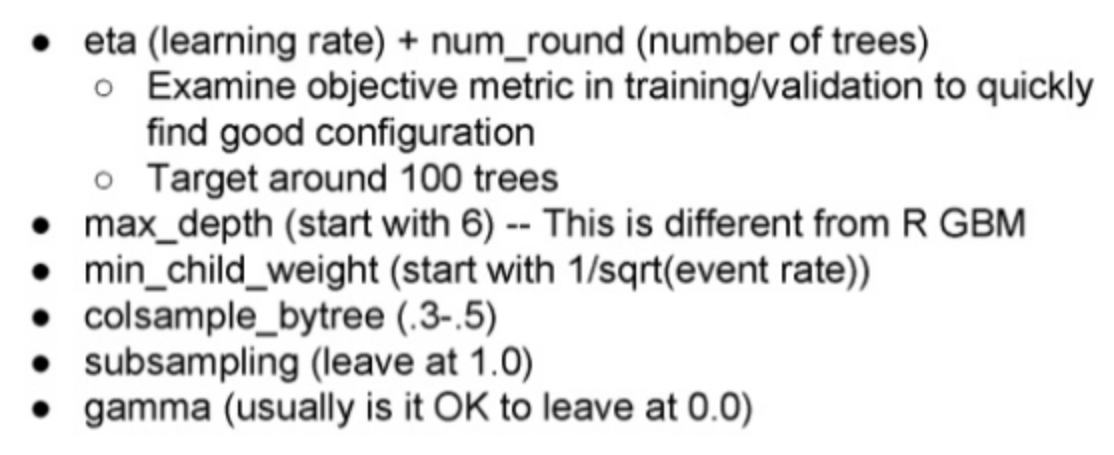 ● eta (learning rate) + num_round (number of trees)
○ Examine objective metric in training/validation to quickly
find good configuration
○ Target around 100 trees
● max_depth (start with 6) -- This is different from R GBM
● min_child_weight (start with 1/sqrt(event rate))
● colsample_bytree (.3-.5)
● subsampling (leave at 1.0)
● gamma (usually is it OK to leave at 0.0)